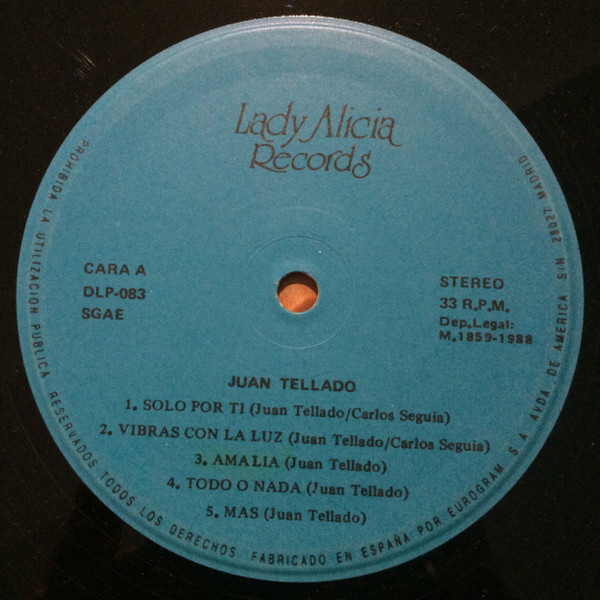 Lady Alicia
Records
CARA A
DLP-083
SGAE
STEREO
33 R.P.M.
Dep.Legal:
M.1859-1988
JUAN TELLADO
1. SOLO POR TI (Juan Tellado/Carlos Seguia)
2. VIBRAS CON LA LUZ (Juan Tellado/Carlos Seguia)
3. AMALIA (Juan Tellado)
4. TODO O NADA (Juan Tellado)
5. MAS (Juan Tellado)
PROHIBIDA LA UTILIZACION PUBLICA RESERVADOS TODOS LOS DERECHOS. FABRICADO EN ESPAÑA POR EUROGRAM S A AVDA. DE AMERICA S/N 28027 MADRID